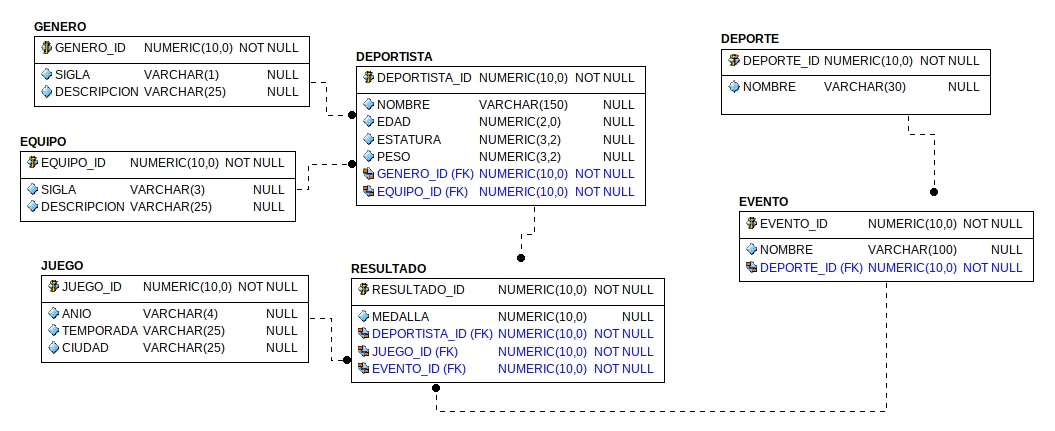 GENERO
GENERO_ID NUMERIC(10,0) NOT NULL
SIGLA VARCHAR(1) NULL
DESCRIPCION VARCHAR(25) NULL
EQUIPO
EQUIPO_ID NUMERIC(10,0) NOT NULL
SIGLA VARCHAR(3) NULL
DESCRIPCION VARCHAR(25) NULL
JUEGO
JUEGO_ID NUMERIC(10,0) NOT NULL
ANIO VARCHAR(4) NULL
TEMPORADA VARCHAR(25) NULL
CIUDAD VARCHAR(25) NULL
DEPORTISTA
DEPORTISTA_ID NUMERIC(10,0) NOT NULL
NOMBRE VARCHAR(150) NULL
EDAD NUMERIC(2,0) NULL
ESTATURA NUMERIC(3,2) NULL
PESO NUMERIC(3,2) NULL
GENERO_ID (FK) NUMERIC(10,0) NOT NULL
EQUIPO_ID (FK) NUMERIC(10,0) NOT NULL
RESULTADO
RESULTADO_ID NUMERIC(10,0) NOT NULL
MEDALLA NUMERIC(10,0) NULL
DEPORTISTA_ID (FK) NUMERIC(10,0) NOT NULL
JUEGO_ID (FK) NUMERIC(10,0) NOT NULL
EVENTO_ID (FK) NUMERIC(10,0) NOT NULL
DEPORTE
DEPORTE_ID NUMERIC(10,0) NOT NULL
NOMBRE VARCHAR(30) NULL
EVENTO
EVENTO_ID NUMERIC(10,0) NOT NULL
NOMBRE VARCHAR(100) NULL
DEPORTE_ID (FK) NUMERIC(10,0) NOT NULL